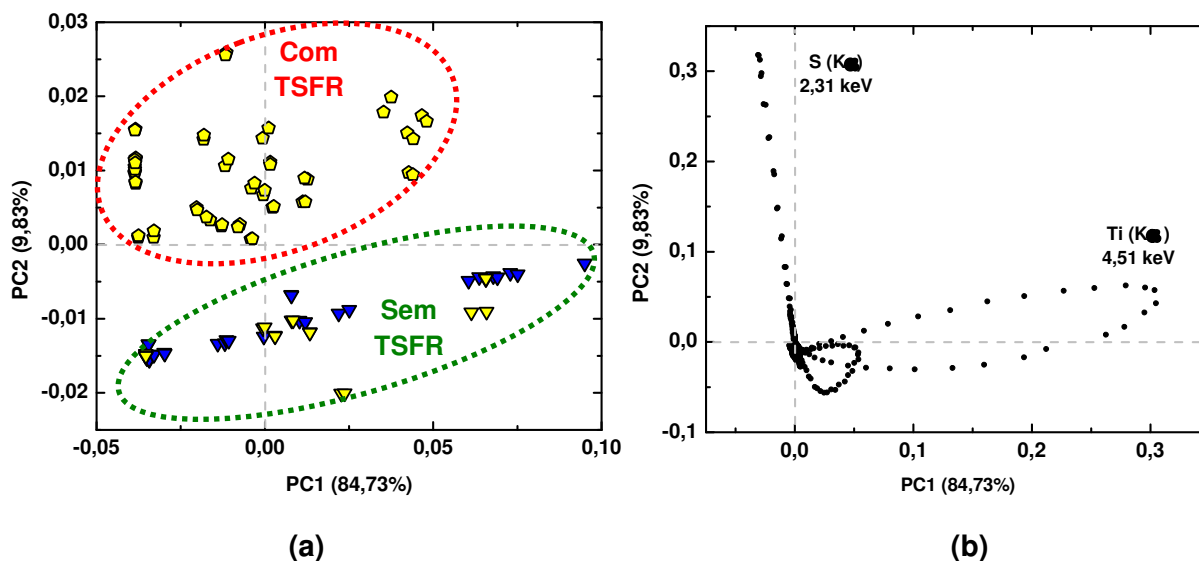 0,03
0,02
0,01
0,00
-0,01
-0,02
PC2 (9,83%)
Com
TSFR
Sem
TSFR
-0,05
0,00
0,05
0,10
PC1 (84,73%)
(a)
0,3
0,2
0,1
0,0
-0,1
PC2 (9,83%)
S (K
2,31 keV
Ti (K
4,51 keV
0,0
0,1
0,2
0,3
PC1 (84,73%)
(b)